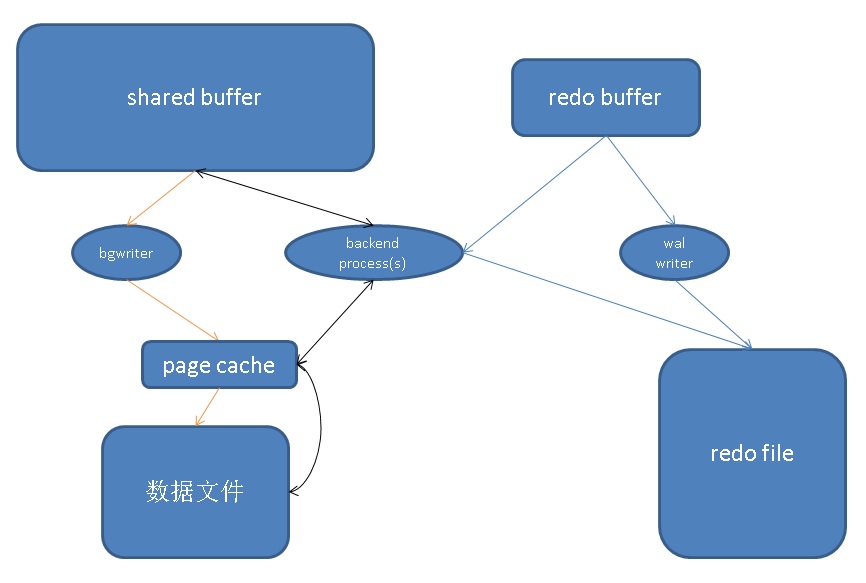 shared buffer
redo buffer
bgwriter
backend
process(s)
wal
writer
page cache
redo file
数据文件